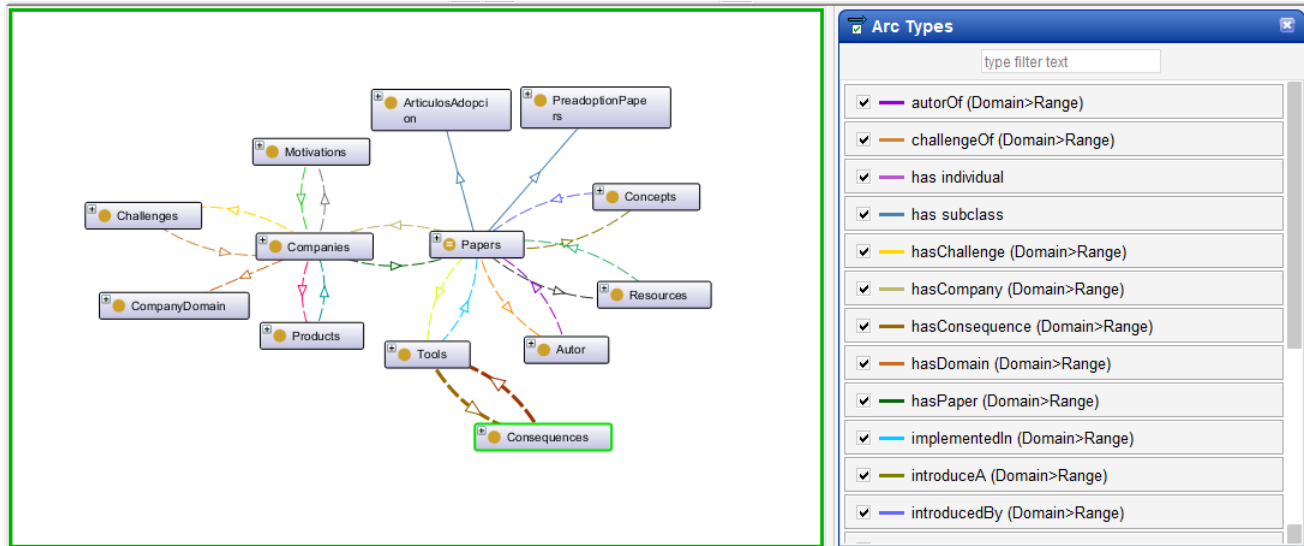 ArticulosAdopci
on
PreadoptionPape
rs
Motivations
Concepts
Challenges
Companies
Papers
CompanyDomain
Resources
Products
Tools
Autor
Consequences
Arc Types
type filter text
autorOf (Domain>Range)
challengeOf (Domain>Range)
has individual
has subclass
hasChallenge (Domain>Range)
hasCompany (Domain>Range)
hasConsequence (Domain>Range)
hasDomain (Domain>Range)
hasPaper (Domain>Range)
implementedIn (Domain>Range)
introduceA (Domain>Range)
introducedBy (Domain>Range)